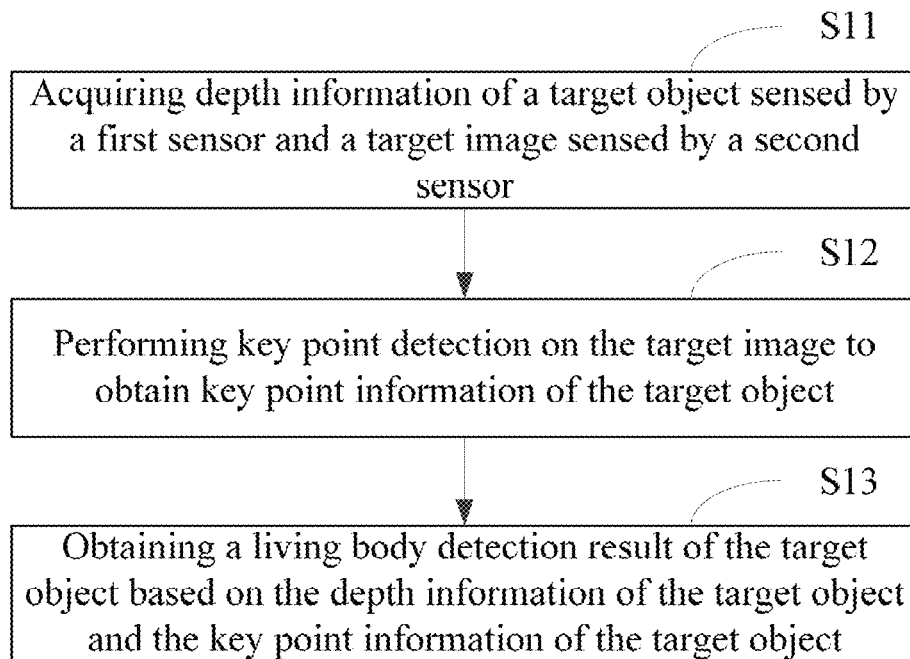 S11
Acquiring depth information of a target object sensed by
a first sensor and a target image sensed by a second
sensor
S12
Performing key point detection on the target image to
obtain key point information of the target object
S13
Obtaining a living body detection result of the target
object based on the depth information of the target object
and the key point information of the target object